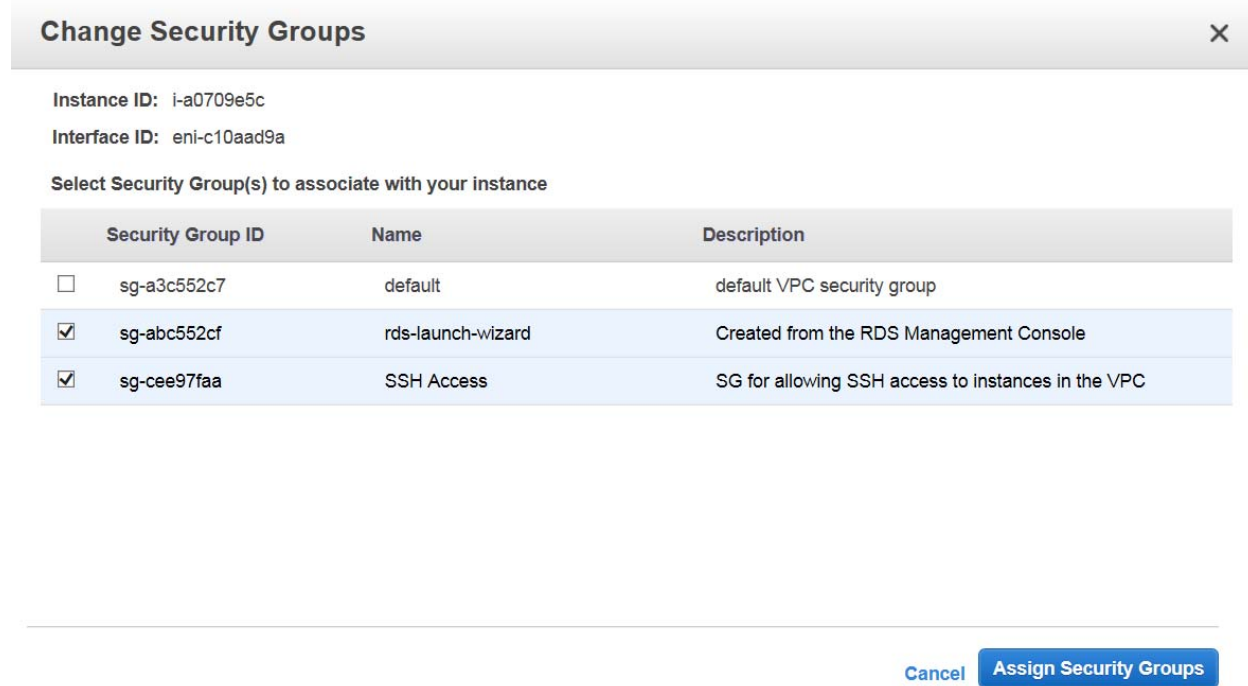 Change Security Groups
Instance ID: i-a0709e5c
Interface ID: eni-c10aad9a
Select Security Group(s) to associate with your instance
Security Group ID Name Description
sg-a3c552c7 default default VPC security group
sg-abc552cf rds-launch-wizard Created from the RDS Management Console
sg-cee97faa SSH Access SG for allowing SSH access to instances in the VPC
Cancel Assign Security Groups